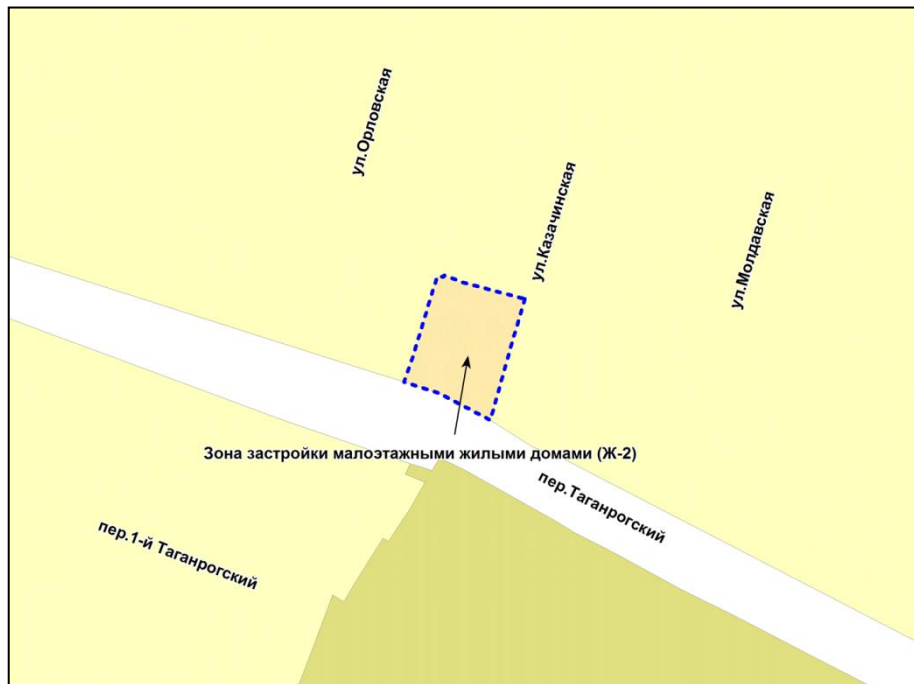 ул.Орловская
ул.Казачинская
ул.Молдавская
Зона застройки малоэтажными жилыми домами (Ж-2)
пер.Таганрогский
пер.1-й Таганрогский